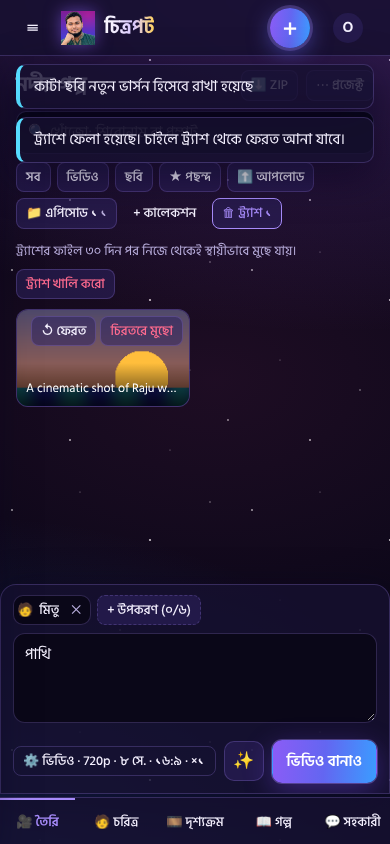 ≡ চিত্রপট + O
ZIP ⋯ প্রজেক্ট
কাটা ছবি নতুন ভার্সন হিসেবে রাখা হয়েছে
ট্র্যাশে ফেলা হয়েছে। চাইলে ট্র্যাশ থেকে ফেরত আনা যাবে।
সব ভিডিও ছবি ★ পছন্দ ⬆️ আপলোড
📁 এপিসোড ১ ১ + কালেকশন 🗑 ট্র্যাশ ১
ট্র্যাশের ফাইল ৩০ দিন পর নিজে থেকেই স্থায়ীভাবে মুছে যায়।
ট্র্যাশ খালি করো
↺ ফেরত চিরতরে মুছো
A cinematic shot of Raju w…
🧑 মিতু ✕ + উপকরণ (০/৬)
পাখি
⚙️ ভিডিও · 720p · ৮ সে. · ১৬:৯ · ×১ ✨ ভিডিও বানাও
🎥 তৈরি 🧑 চরিত্র 🎞️ দৃশ্যক্রম 📖 গল্প 💬 সহকারী